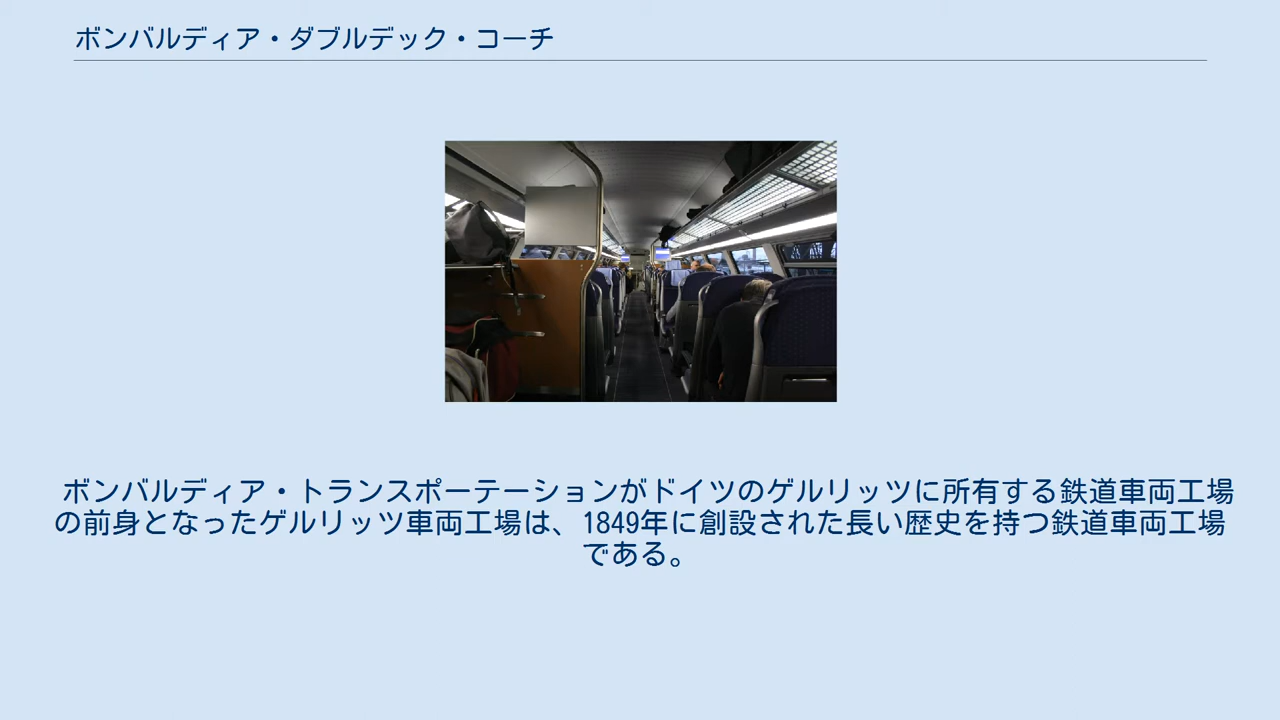 ボンバルディア・ダブルデック・コーチ
ボンバルディア・トランスポーテーションがドイツのゲルリッツに所有する鉄道車両工場
の前身となったゲルリッツ車両工場は、1849年に創設された長い歴史を持つ鉄道車両工場
である。